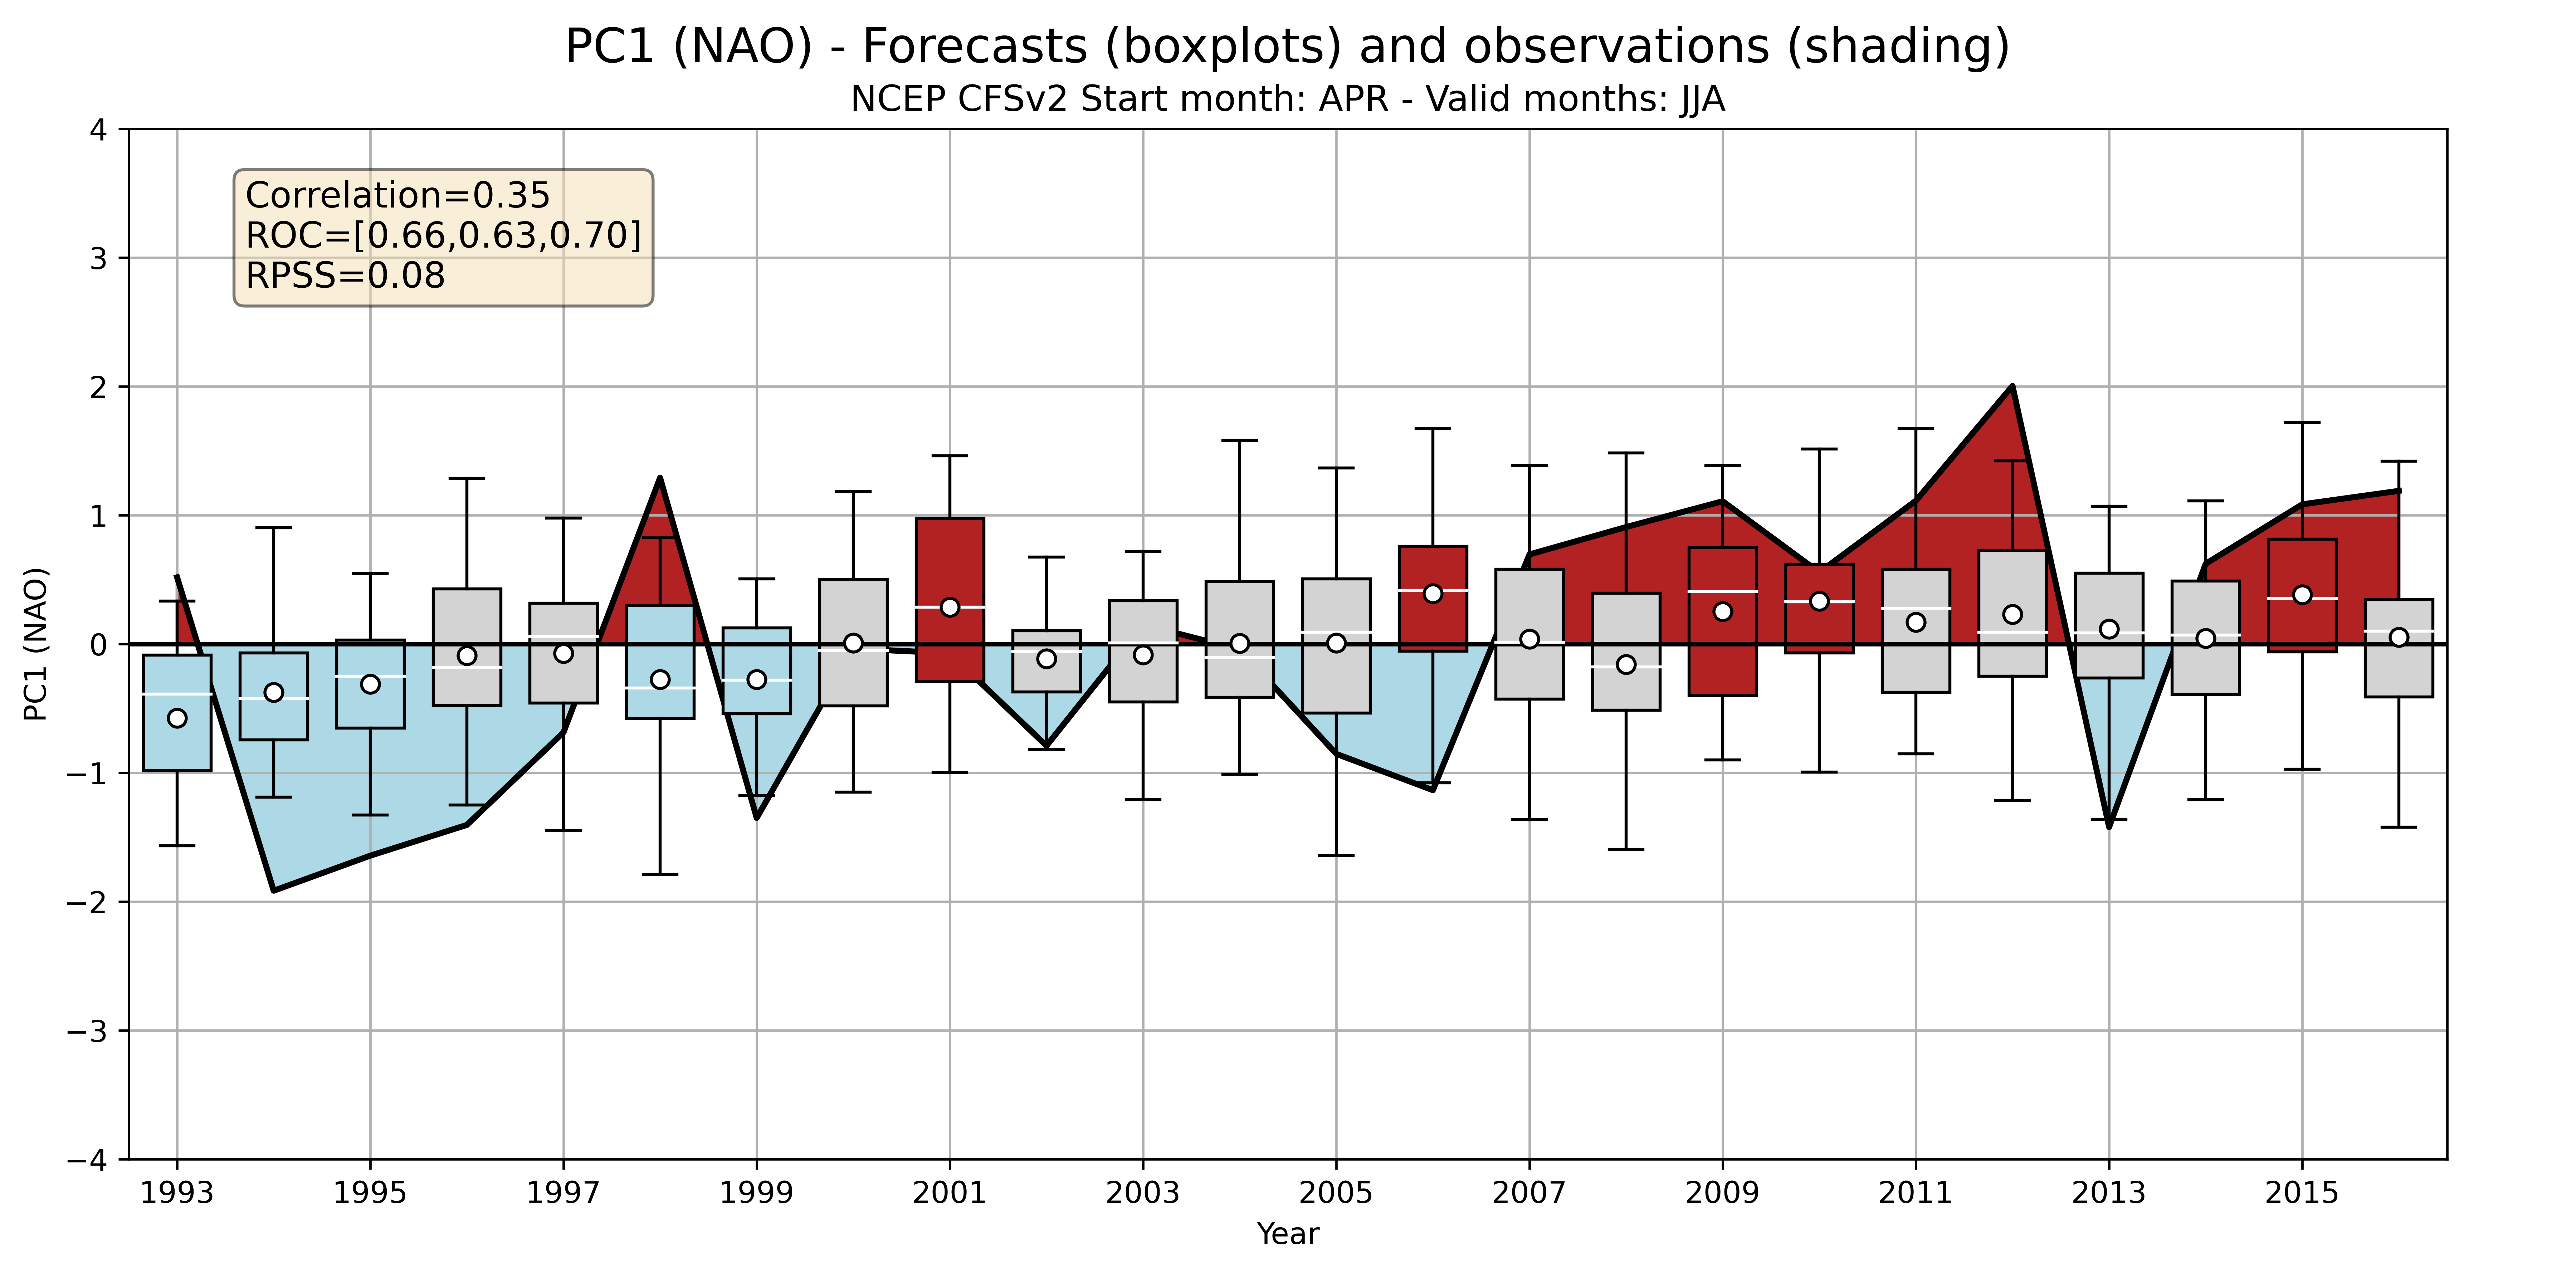 PC1 (NAO) - Forecasts (boxplots) and observations (shading)
NCEP CFSv2 Start month: APR - Valid months: JJA
Correlation=0.35
ROC=[0.66,0.63,0.70]
RPSS=0.08
PC1 (NAO)
4
3
2
1
0
−1
−2
−3
−4
1993 1995 1997 1999 2001 2003 2005 2007 2009 2011 2013 2015
Year